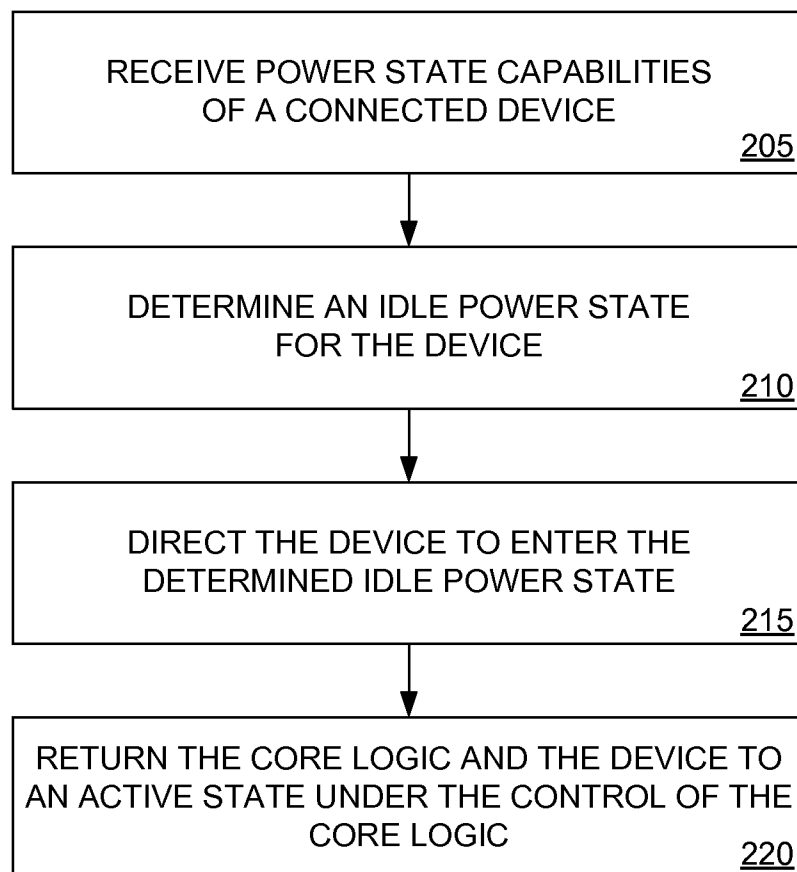 RECEIVE POWER STATE CAPABILITIES
OF A CONNECTED DEVICE
205
DETERMINE AN IDLE POWER STATE
FOR THE DEVICE
210
DIRECT THE DEVICE TO ENTER THE
DETERMINED IDLE POWER STATE
215
RETURN THE CORE LOGIC AND THE DEVICE TO
AN ACTIVE STATE UNDER THE CONTROL OF THE
CORE LOGIC
220